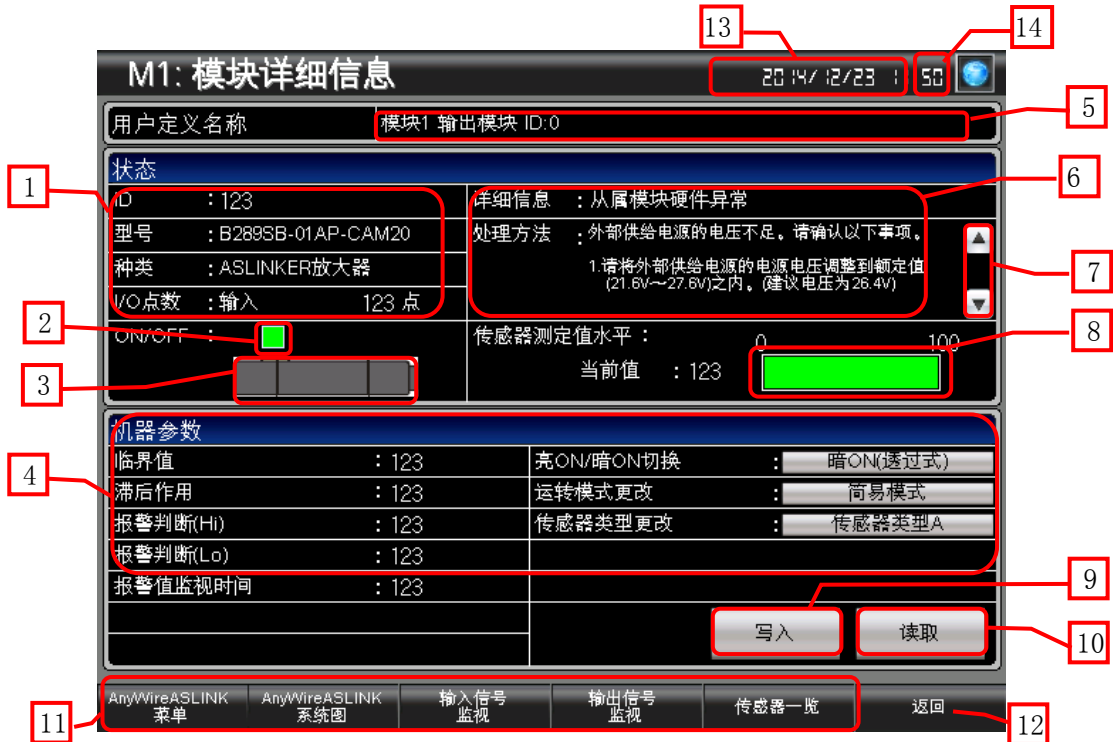 13
14
M1: 模块详细信息
2014/12/23 1 50
用户定义名称
模块1 输出模块 ID:0
5
状态
1
6
ID : 123
详细信息 : 从属模块硬件异常
型号 : B289SB-01AP-CAM20
处理方法 : 外部供给电源的电压不足。请确认以下事项。
种类 : ASLINKER放大器
1.请将外部供给电源的电源电压调整到额定值
(21.6V～27.6V)之内。(建议电压为26.4V)
7
I/O点数 : 输入 123 点
2
ON/OFF :
传感器测定值水平 :
0 100
8
3
当前值 : 123
机器参数
4
临界值 : 123
亮ON/暗ON切换 : 暗ON(透过式)
滞后作用 : 123
运转模式更改 : 简易模式
报警判断(Hi) : 123
传感器类型更改 : 传感器类型A
报警判断(Lo) : 123
报警值监视时间 : 123
9
写入
读取
10
11
AnyWireASLINK
菜单
AnyWireASLINK
系统图
输入信号
监视
输出信号
监视
传感器一览
返回
12